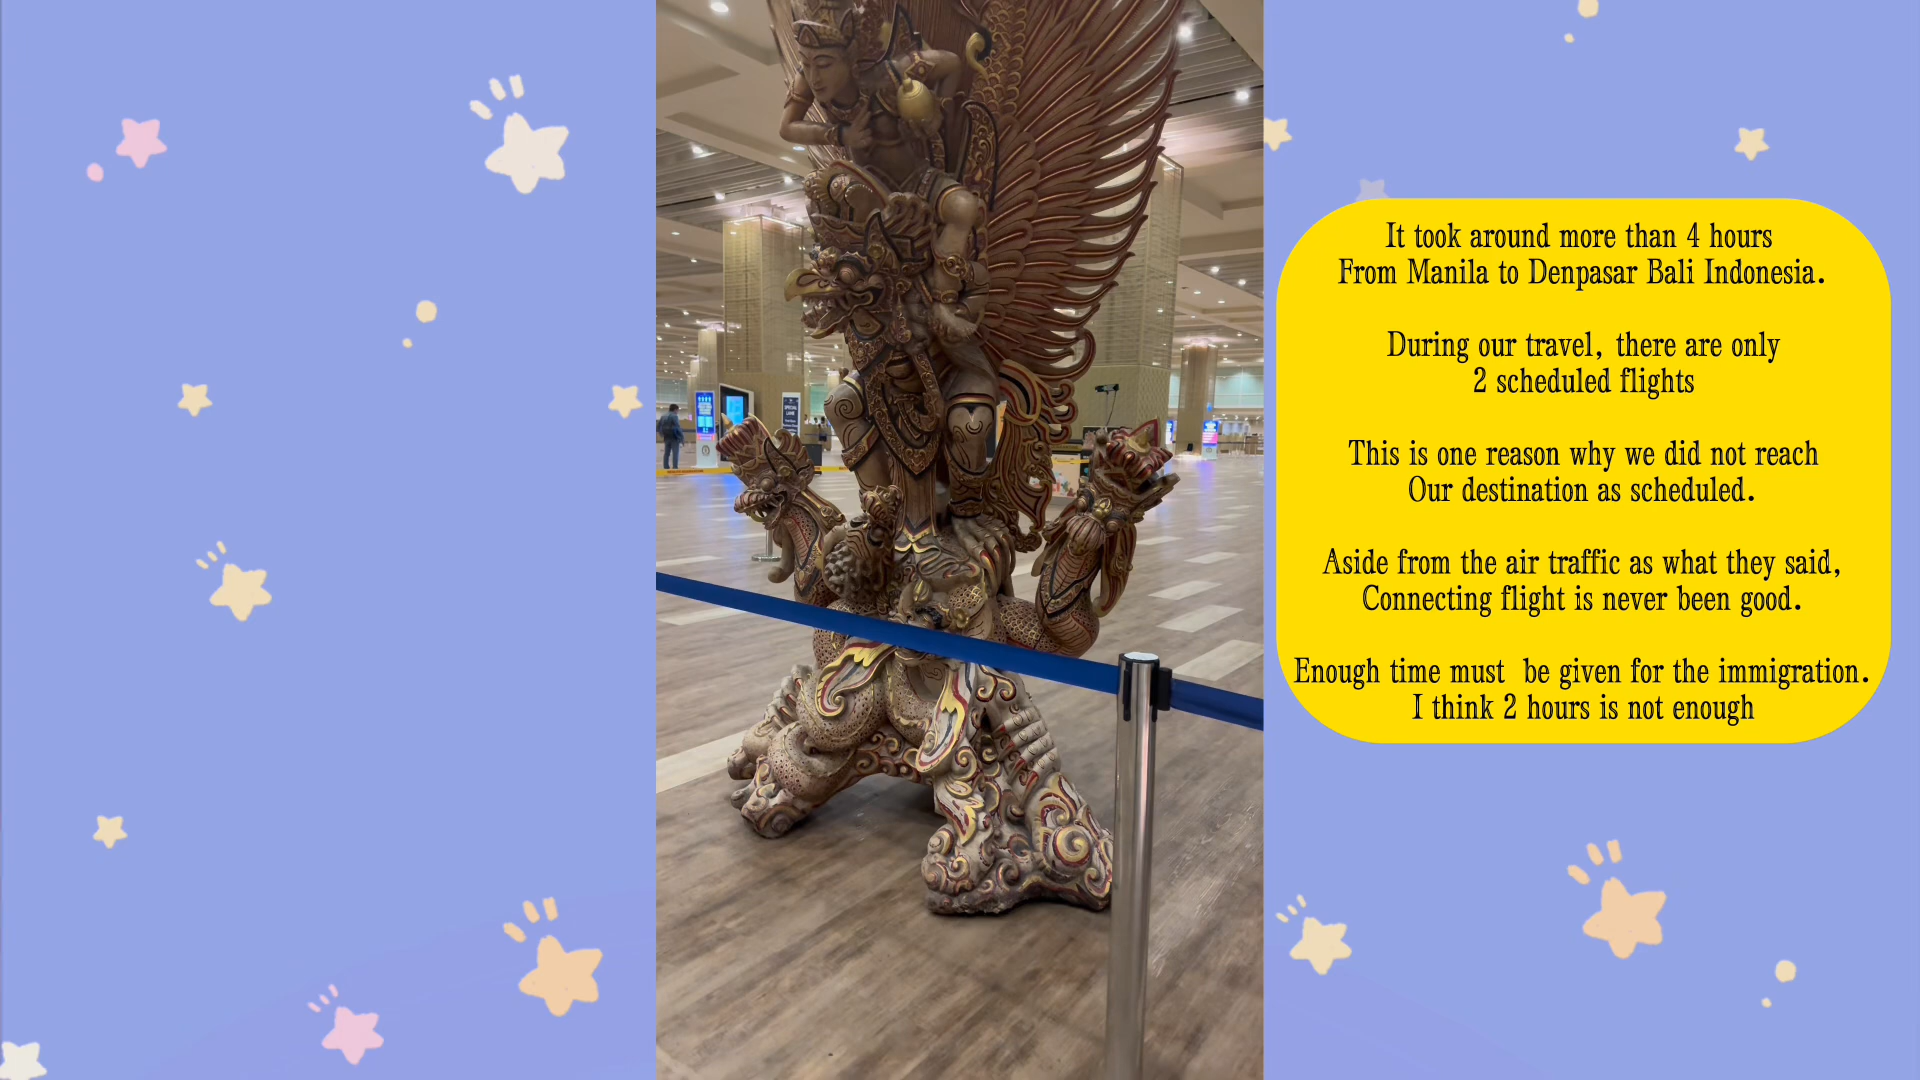 It took around more than 4 hours
From Manila to Denpasar Bali Indonesia.
During our travel, there are only
2 scheduled flights
This is one reason why we did not reach
Our destination as scheduled.
Aside from the air traffic as what they said,
Connecting flight is never been good.
Enough time must  be given for the immigration.
I think 2 hours is not enough
SPECIAL
LANE